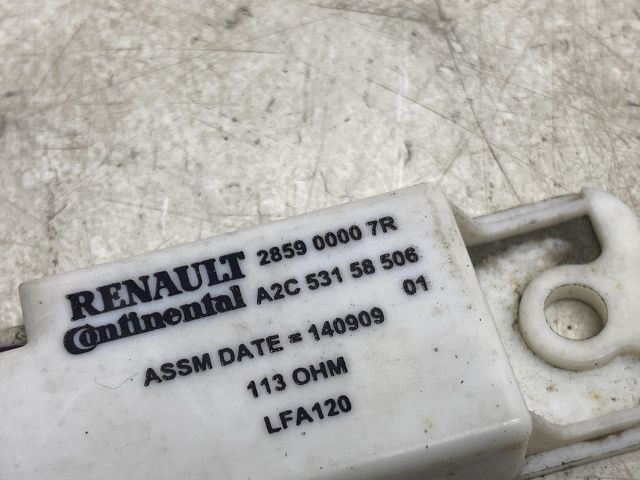 RENAULT 2859 0000 7R
Continental A2C 531 58 506
01
ASSM DATE = 140909
113 OHM
LFA120